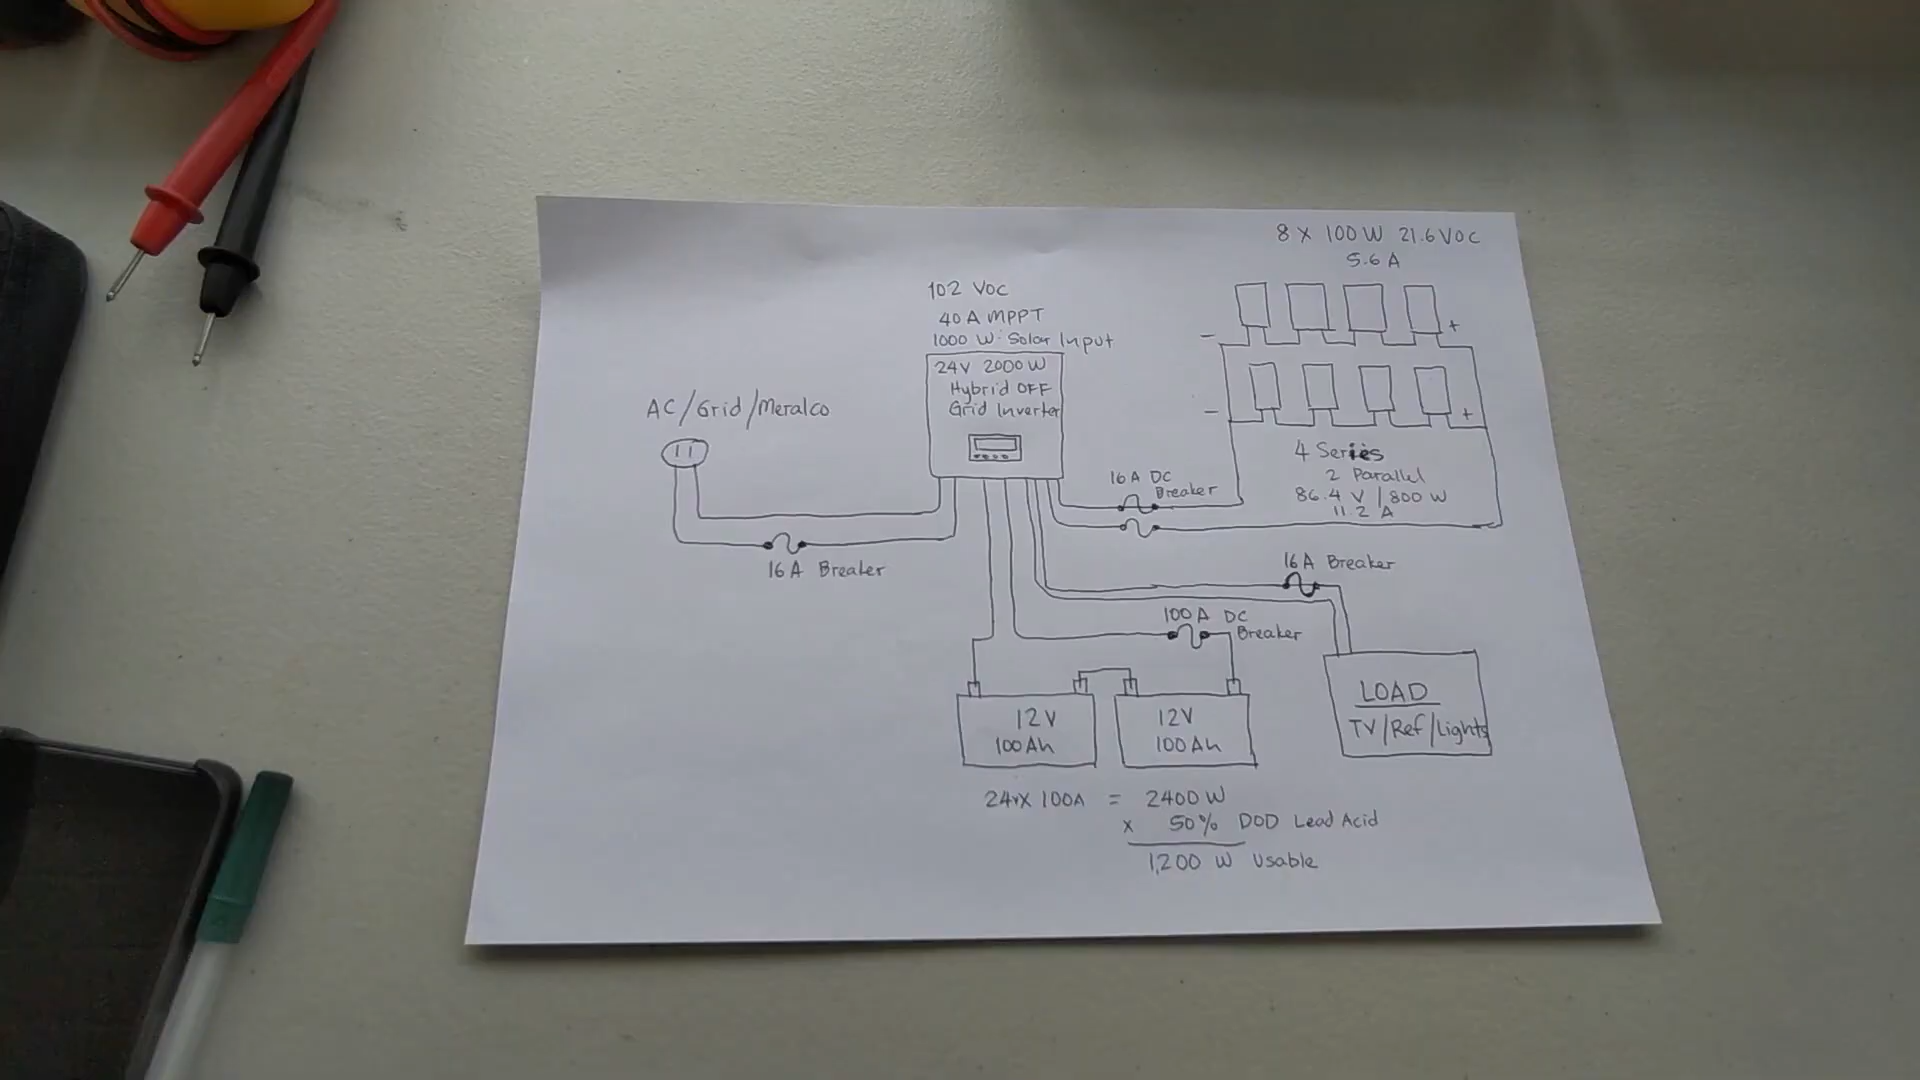 8 X 100 W 21.6 VOC
5.6 A
102 VOC
40 A MPPT
1000 W Solar Input
24V 2000 W
Hybrid OFF
Grid Inverter
AC/Grid/Meralco
16 A Breaker
16 A DC
Breaker
- +
- +
4 Series
2 Parallel
86.4 V / 800 W
11.2 A
16 A Breaker
100 A DC
Breaker
LOAD
TV/Ref/Lights
12V
100 Ah
12V
100 Ah
24V X 100A = 2400 W
x 50% DOD Lead Acid
1,200 W Usable